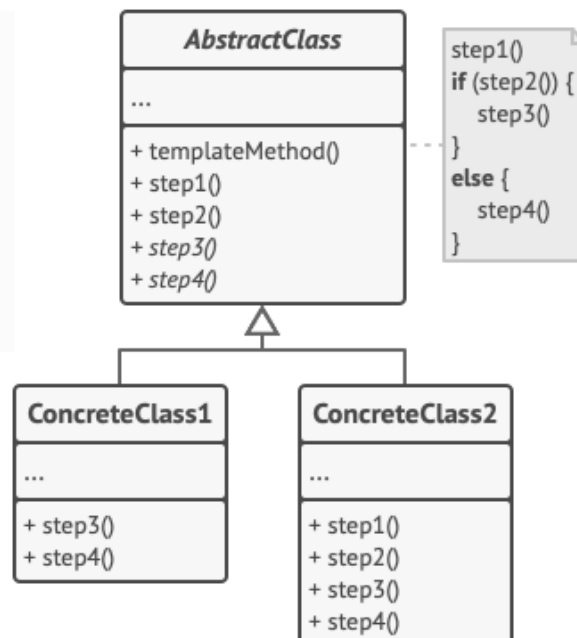 AbstractClass
...
+ templateMethod()
+ step1()
+ step2()
+ step3()
+ step4()
step1()
if (step2()) {
step3()
}
else {
step4()
}
ConcreteClass1
...
+ step3()
+ step4()
ConcreteClass2
...
+ step1()
+ step2()
+ step3()
+ step4()